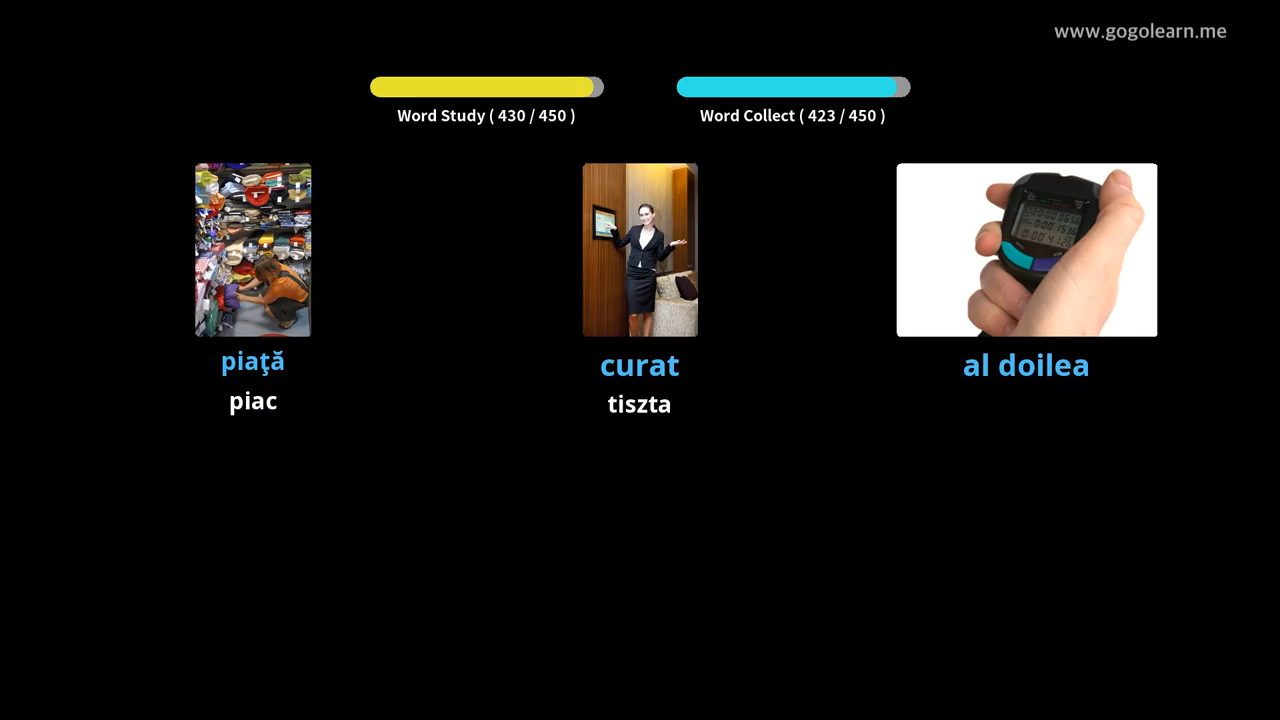 www.gogolearn.me
Word Study ( 430 / 450 )
Word Collect ( 423 / 450 )
piaţă
curat
al doilea
piac
tiszta